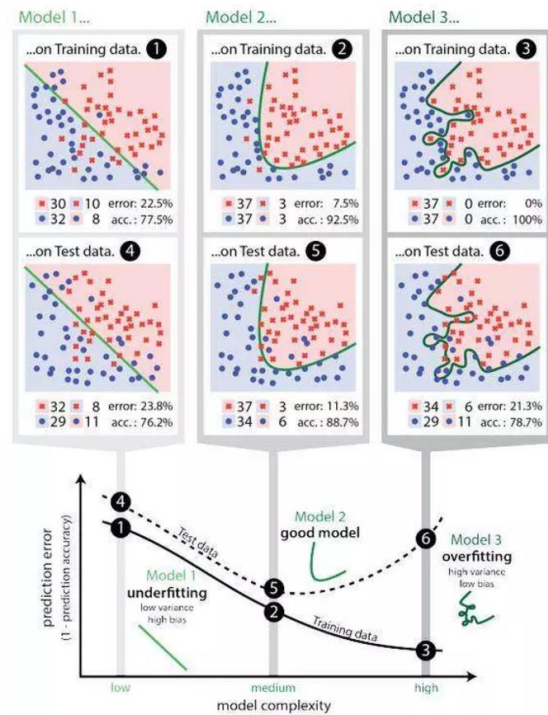 Model 1...
Model 2...
Model 3...
...on Training data. 1
...on Training data. 2
...on Training data. 3
30 10 error: 22.5%
32 8 acc.: 77.5%
37 3 7.5%
37 3 92.5%
37 0 error: 0%
37 0 acc.: 100%
...on Test data. 4
...on Test data. 5
...on Test data. 6
32 8 error: 23.8%
29 11 acc.: 76.2%
37 3 error: 11.3%
34 6 acc.: 88.7%
34 6 error: 21.3%
29 11 acc.: 78.7%
prediction error
(1 - prediction accuracy)
4
1
Test data
Model 2
good model
6
Model 1
underfitting
low variance
high bias
5
2
Training data
Model 3
overfitting
high variance
low bias
3
low
medium
high
model complexity